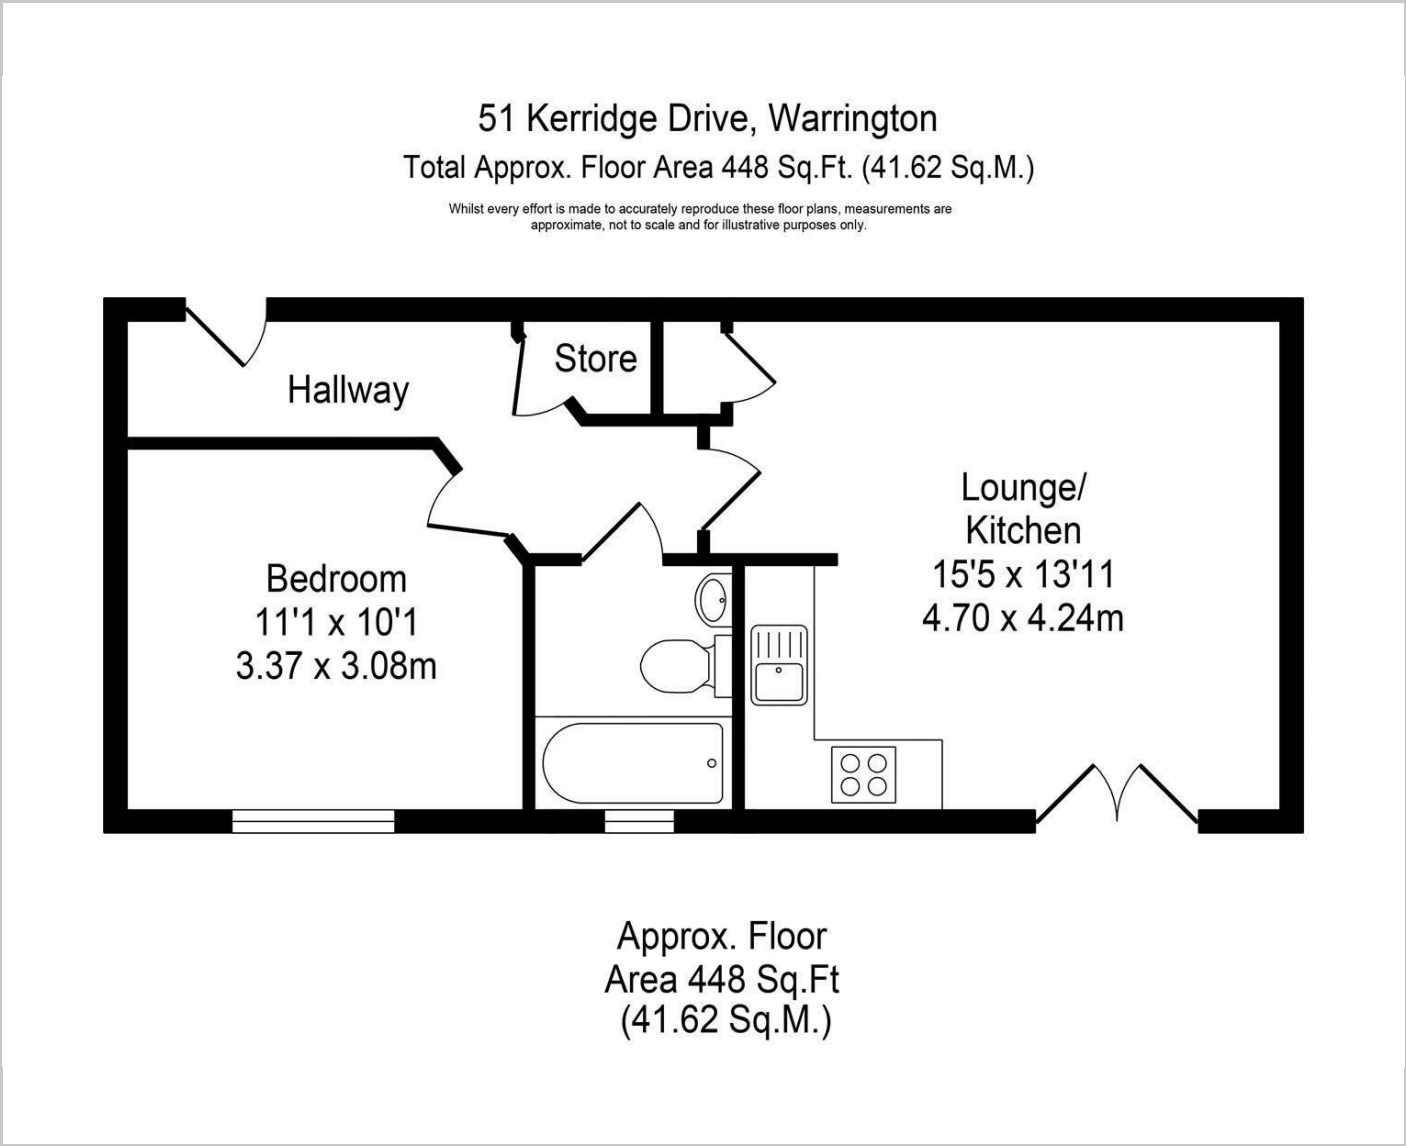 51 Kerridge Drive, Warrington
Total Approx. Floor Area 448 Sq.Ft. (41.62 Sq.M.)
Whilst every effort is made to accurately reproduce these floor plans, measurements are
approximate, not to scale and for illustrative purposes only.
Hallway
Store
Lounge/
Kitchen
15'5 x 13'11
4.70 x 4.24m
Bedroom
11'1 x 10'1
3.37 x 3.08m
Approx. Floor
Area 448 Sq.Ft
(41.62 Sq.M.)